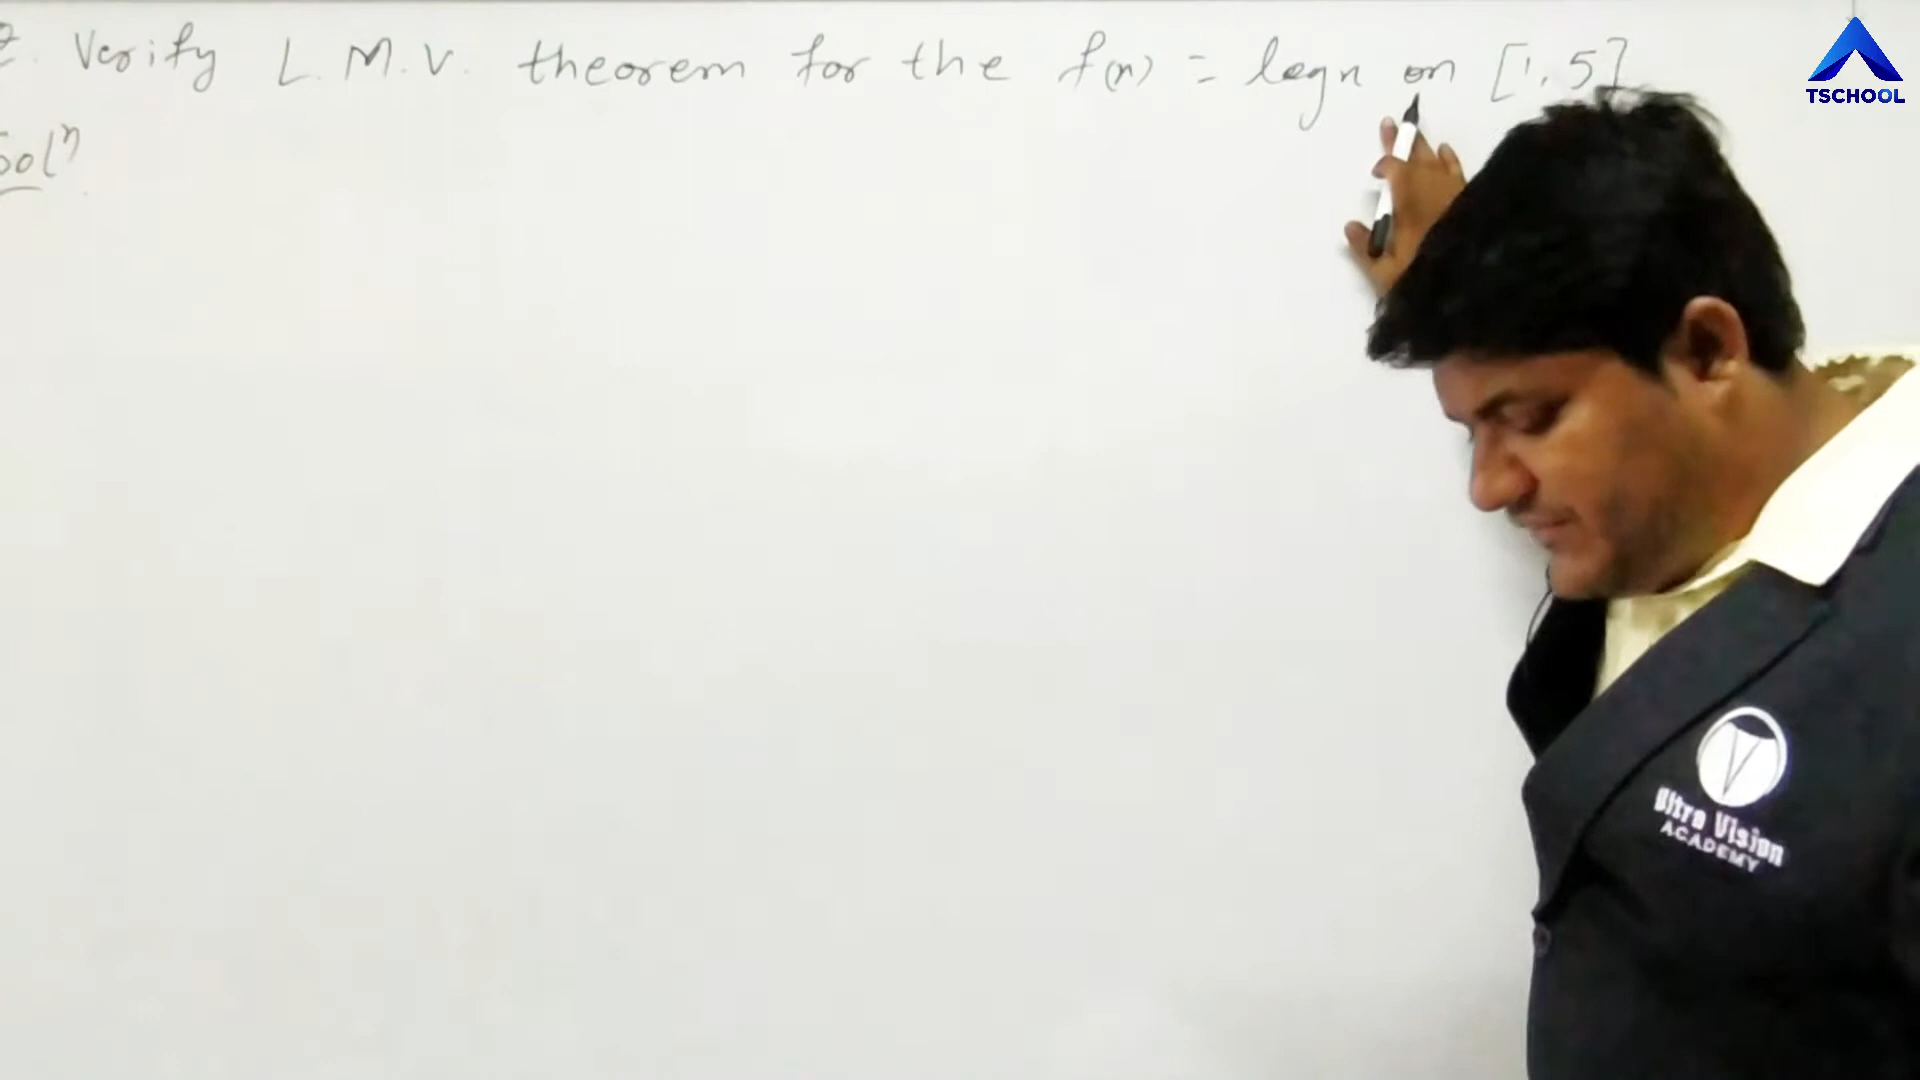 2. Verify L.M.V. theorem for the f(x) = logx on [1, 5]
Solⁿ
TSCHOOL
Ultra Vision
ACADEMY